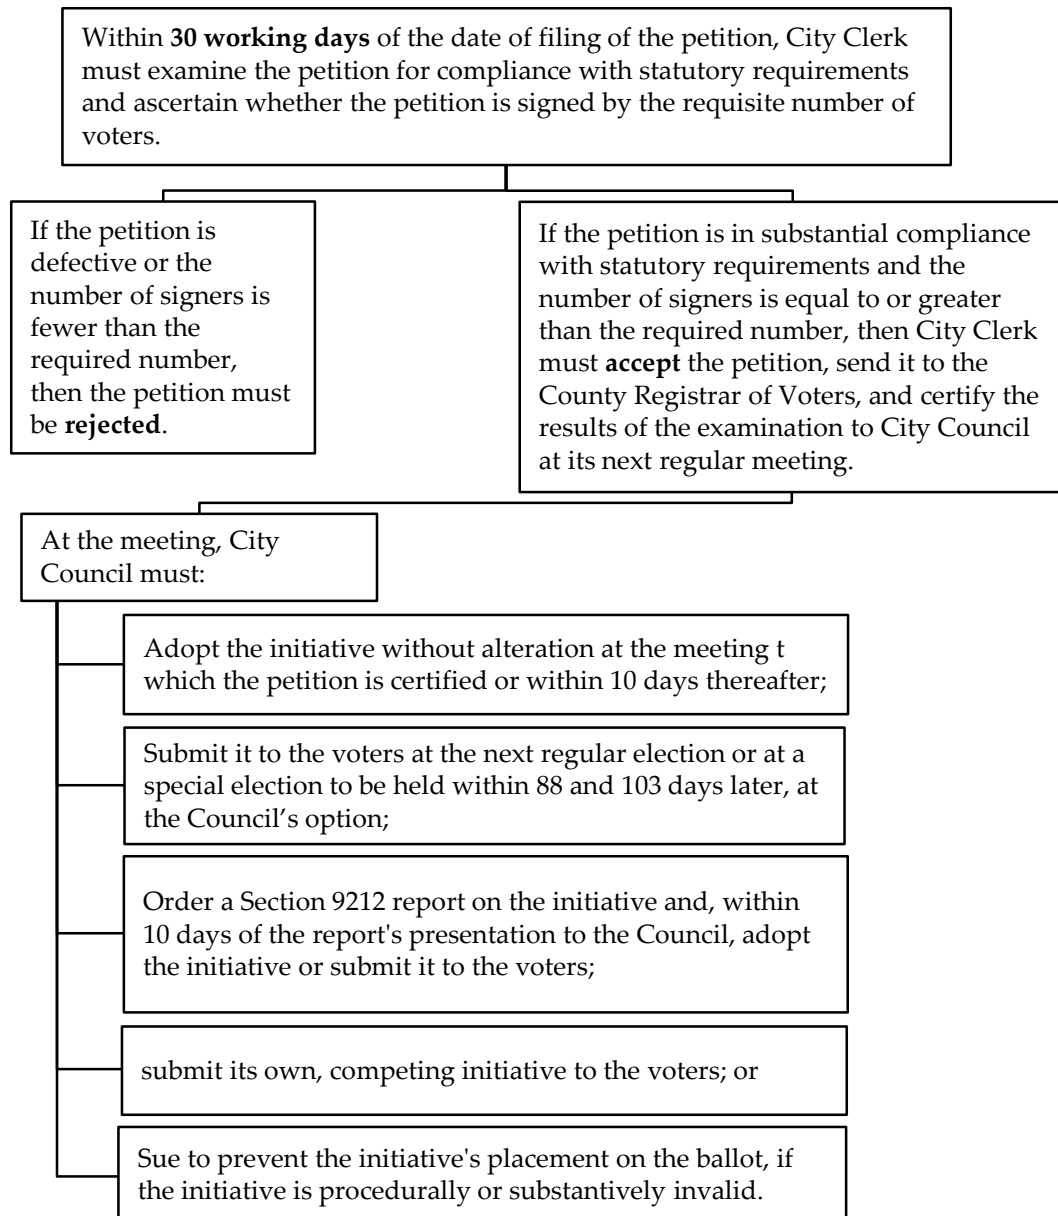 Within 30 working days of the date of filing of the petition, City Clerk
must examine the petition for compliance with statutory requirements
and ascertain whether the petition is signed by the requisite number of
voters.
If the petition is
defective or the
number of signers is
fewer than the
required number,
then the petition must
be rejected.
If the petition is in substantial compliance
with statutory requirements and the
number of signers is equal to or greater
than the required number, then City Clerk
must accept the petition, send it to the
County Registrar of Voters, and certify the
results of the examination to City Council
at its next regular meeting.
At the meeting, City
Council must:
Adopt the initiative without alteration at the meeting t
which the petition is certified or within 10 days thereafter;
Submit it to the voters at the next regular election or at a
special election to be held within 88 and 103 days later, at
the Council’s option;
Order a Section 9212 report on the initiative and, within
10 days of the report's presentation to the Council, adopt
the initiative or submit it to the voters;
submit its own, competing initiative to the voters; or
Sue to prevent the initiative's placement on the ballot, if
the initiative is procedurally or substantively invalid.